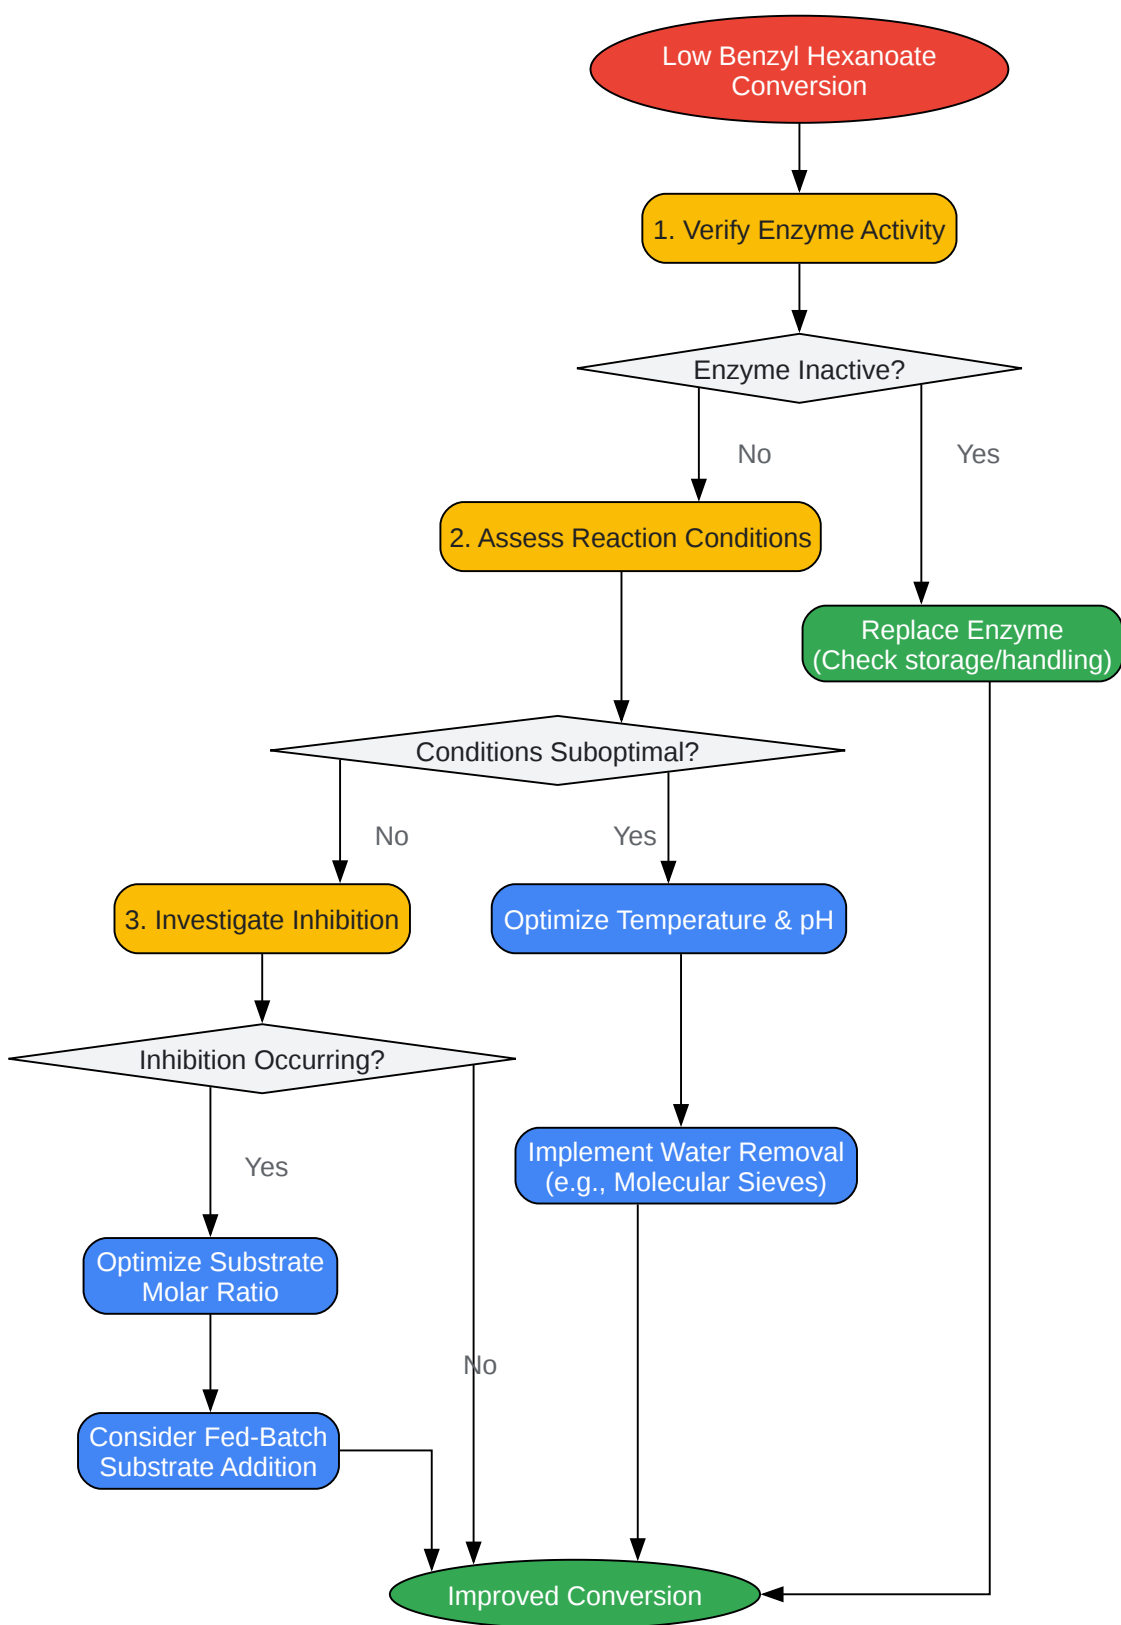 Low Benzyl Hexanoate
Conversion
1. Verify Enzyme Activity
Enzyme Inactive?
No
Yes
2. Assess Reaction Conditions
Replace Enzyme
(Check storage/handling)
Conditions Suboptimal?
No
Yes
3. Investigate Inhibition
Optimize Temperature & pH
Inhibition Occurring?
Yes
Implement Water Removal
(e.g., Molecular Sieves)
Optimize Substrate
Molar Ratio
No
Consider Fed-Batch
Substrate Addition
Improved Conversion